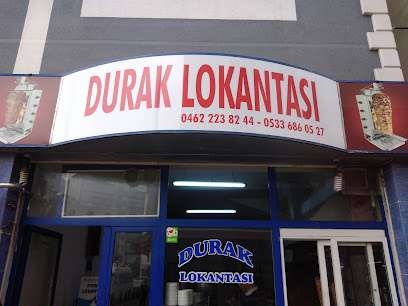 DURAK LOKANTASI
0462 223 82 44 - 0533 686 05 27
DURAK
LOKANTASI